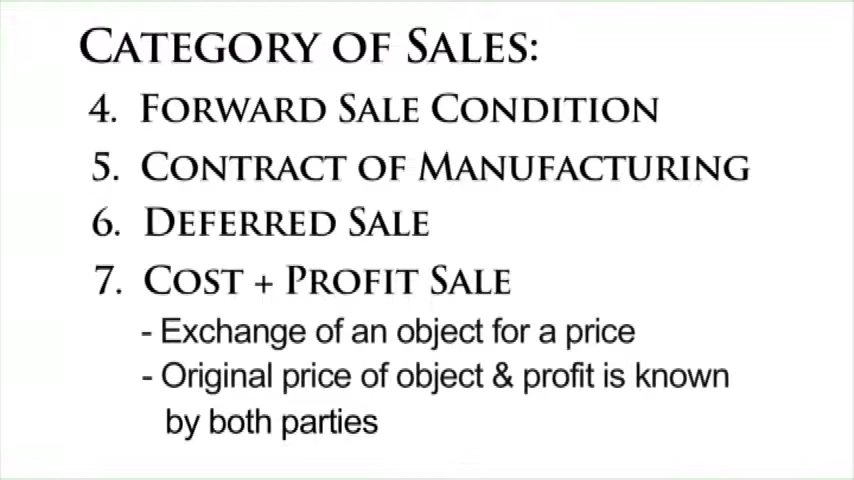 CATEGORY OF SALES:
4. FORWARD SALE CONDITION
5. CONTRACT OF MANUFACTURING
6. DEFERRED SALE
7. COST + PROFIT SALE
- Exchange of an object for a price
- Original price of object & profit is known
by both parties